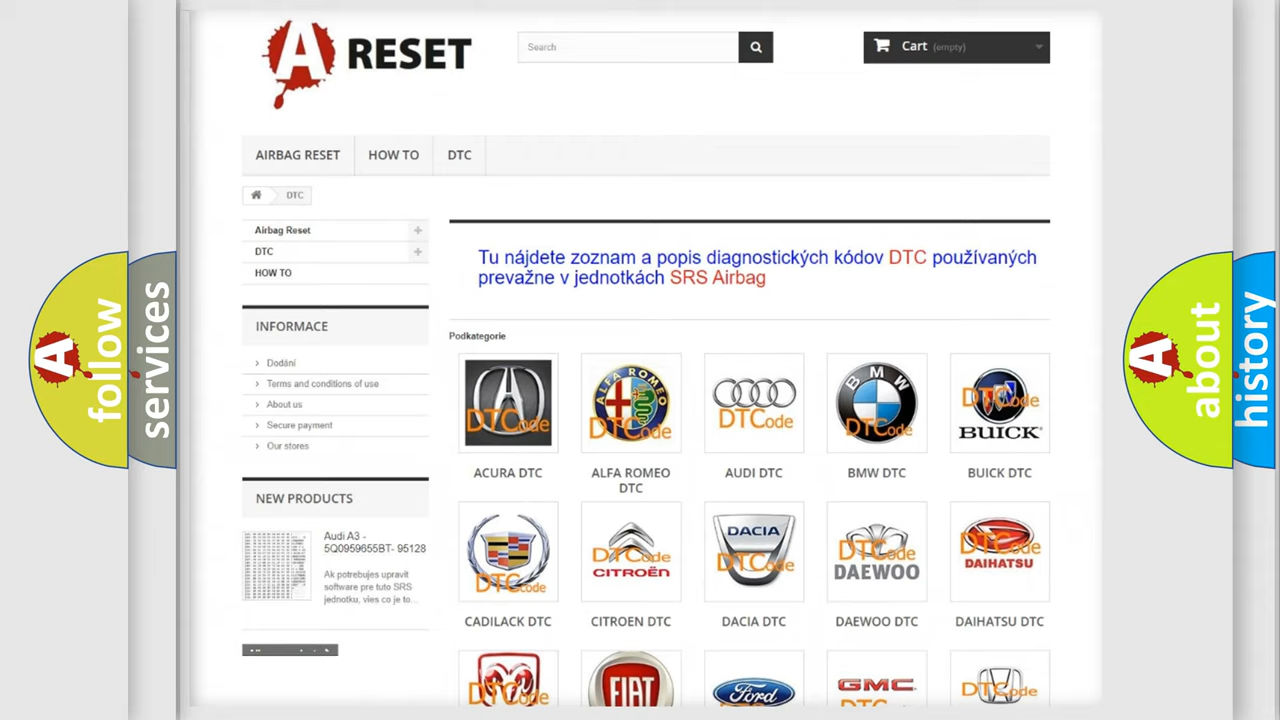 A RESET
Search
Cart (empty)
AIRBAG RESET
HOW TO
DTC
DTC
Airbag Reset
DTC
HOW TO
Tu nájdete zoznam a popis diagnostických kódov DTC používaných
prevažne v jednotkách SRS Airbag
INFORMACE
Dodání
Terms and conditions of use
About us
Secure payment
Our stores
NEW PRODUCTS
Audi A3 -
5Q0959655BT- 95128
Ak potrebujes upravit
software pre tuto SRS
jednotku, vies co je to...
Podkategorie
DTCode
ALFA ROMEO
DTCode
DTCode
BMW
DTCode
DTCode
BUICK
ACURA DTC
ALFA ROMEO
DTC
AUDI DTC
BMW DTC
BUICK DTC
DTCode
DTCode
CITROËN
DACIA
DTCode
DTCode
DAEWOO
DTCode
DAIHATSU
CADILACK DTC
CITROEN DTC
DACIA DTC
DAEWOO DTC
DAIHATSU DTC
DTCode
FIAT
Ford
GMC
DTCode
A follow
services
A about
history